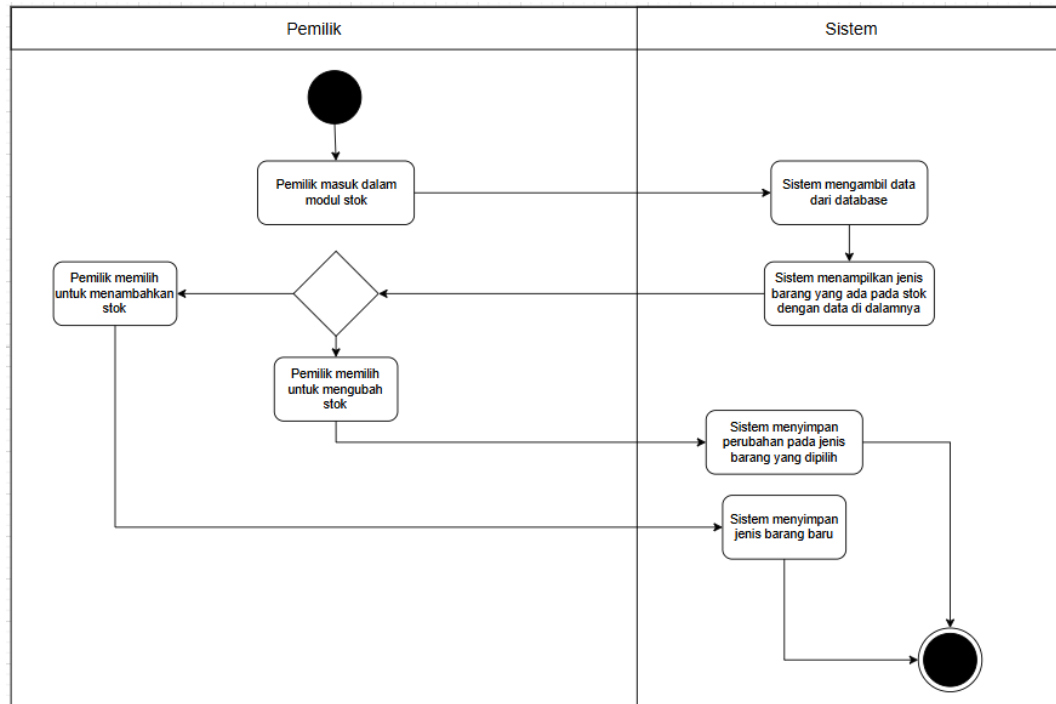 Pemilik
Sistem
Pemilik masuk dalam
modul stok
Sistem mengambil data
dari database
Pemilik memilih
untuk menambahkan
stok
Sistem menampilkan jenis
barang yang ada pada stok
dengan data di dalamnya
Pemilik memilih
untuk mengubah
stok
Sistem menyimpan
perubahan pada jenis
barang yang dipilih
Sistem menyimpan
jenis barang baru